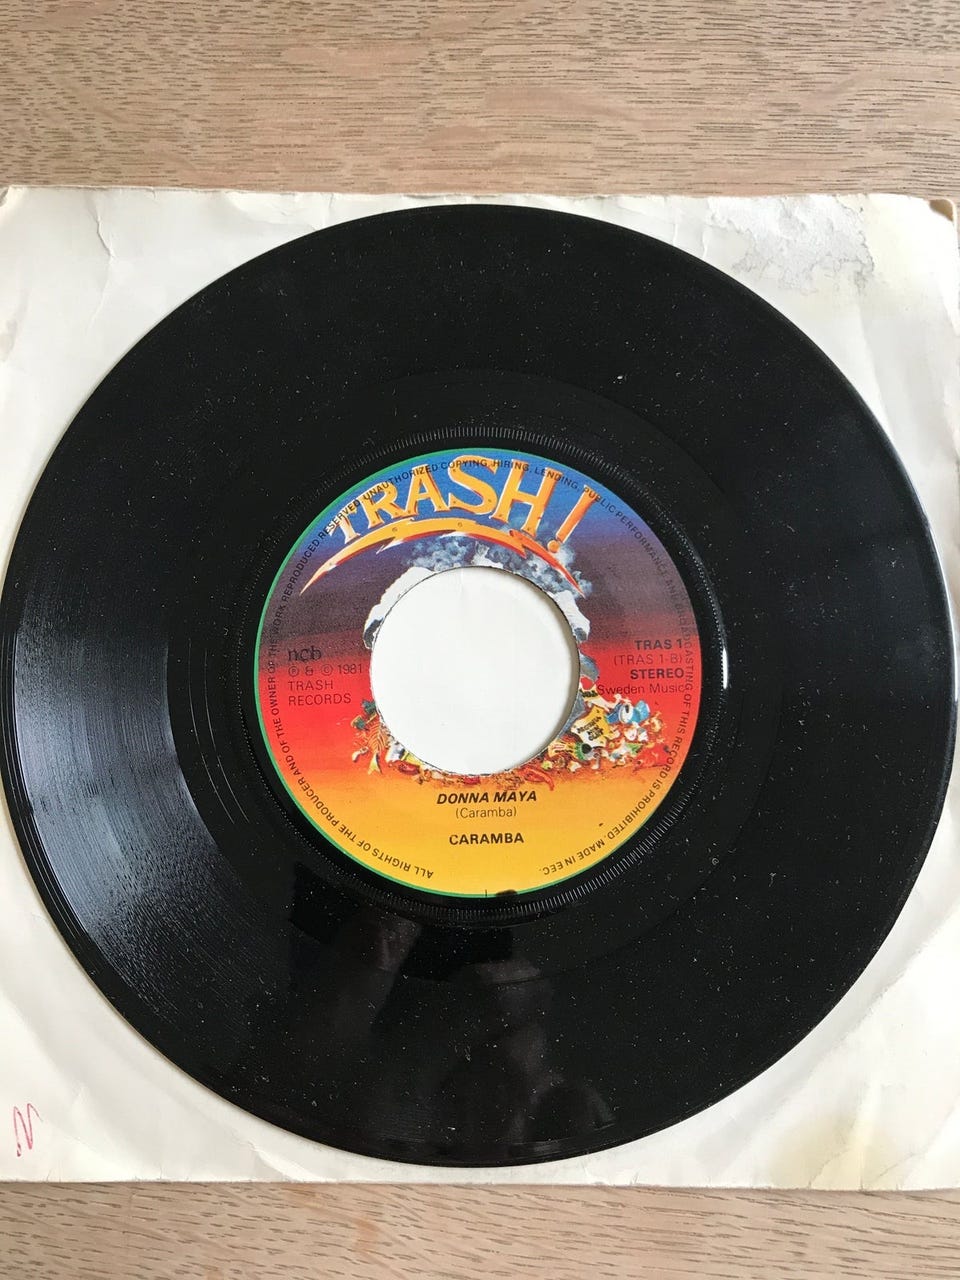 TRASH!
ALL RIGHTS OF THE PRODUCER AND OF THE OWNER OF THE WORK REPRODUCED RESERVED UNAUTHORIZED COPYING, HIRING, LENDING, PUBLIC PERFORMANCE AND BROADCASTING OF THIS RECORD IS PROHIBITED. MADE IN EEC.
ncb
℗ & © 1981
TRASH
RECORDS
TRAS 1
(TRAS 1-B)
STEREO
Sweden Music
DONNA MAYA
(Caramba)
CARAMBA